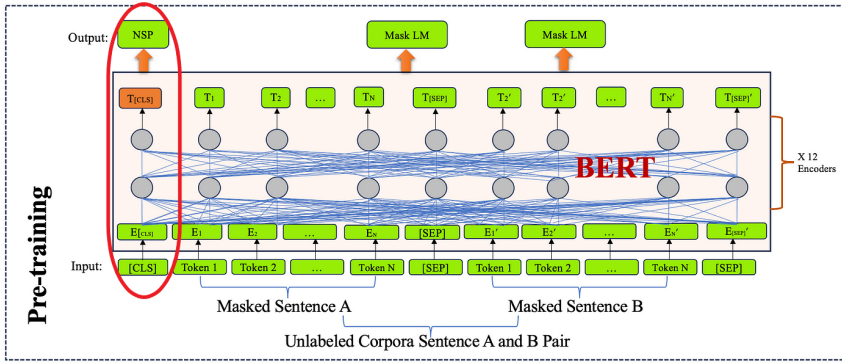 Output: NSP Mask LM Mask LM
T[CLS] T1 T2 ... TN T[SEP] T2' T2' ... TN' T[SEP]'
BERT
X 12
Encoders
E[CLS] E1 E2 ... EN [SEP] E1' E2' ... EN' E[SEP]'
Input: [CLS] Token 1 Token 2 ... Token N [SEP] Token 1 Token 2 ... Token N [SEP]
Masked Sentence A Masked Sentence B
Unlabeled Corpora Sentence A and B Pair
Pre-training